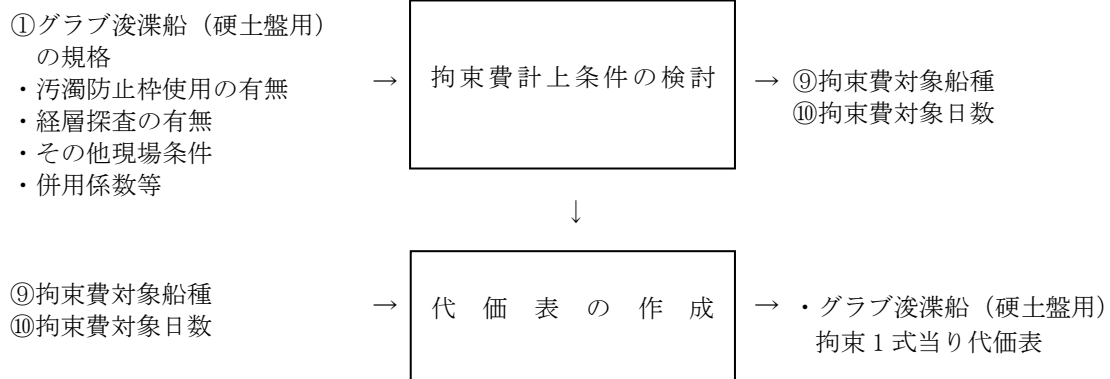 ①グラブ浚渫船（硬土盤用）
の規格
・汚濁防止枠使用の有無
・経層探査の有無
・その他現場条件
・併用係数等
→
拘束費計上条件の検討
→
⑨拘束費対象船種
⑩拘束費対象日数
↓
⑨拘束費対象船種
⑩拘束費対象日数
→
代価表の作成
→
・グラブ浚渫船（硬土盤用）
拘束1式当り代価表